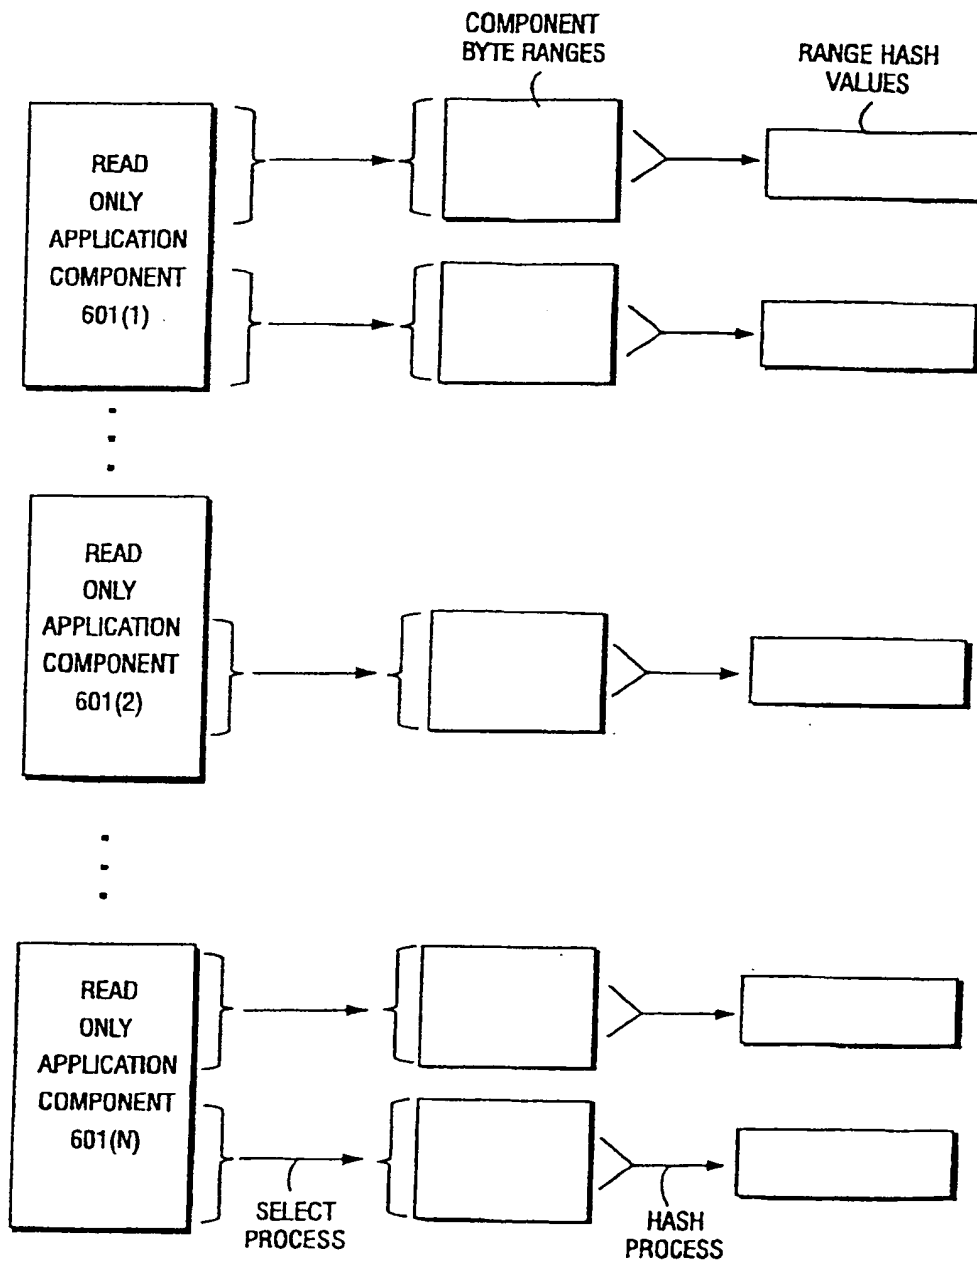 COMPONENT
BYTE RANGES
RANGE HASH
VALUES
READ
ONLY
APPLICATION
COMPONENT
601(1)
READ
ONLY
APPLICATION
COMPONENT
601(2)
READ
ONLY
APPLICATION
COMPONENT
601(N)
SELECT
PROCESS
HASH
PROCESS